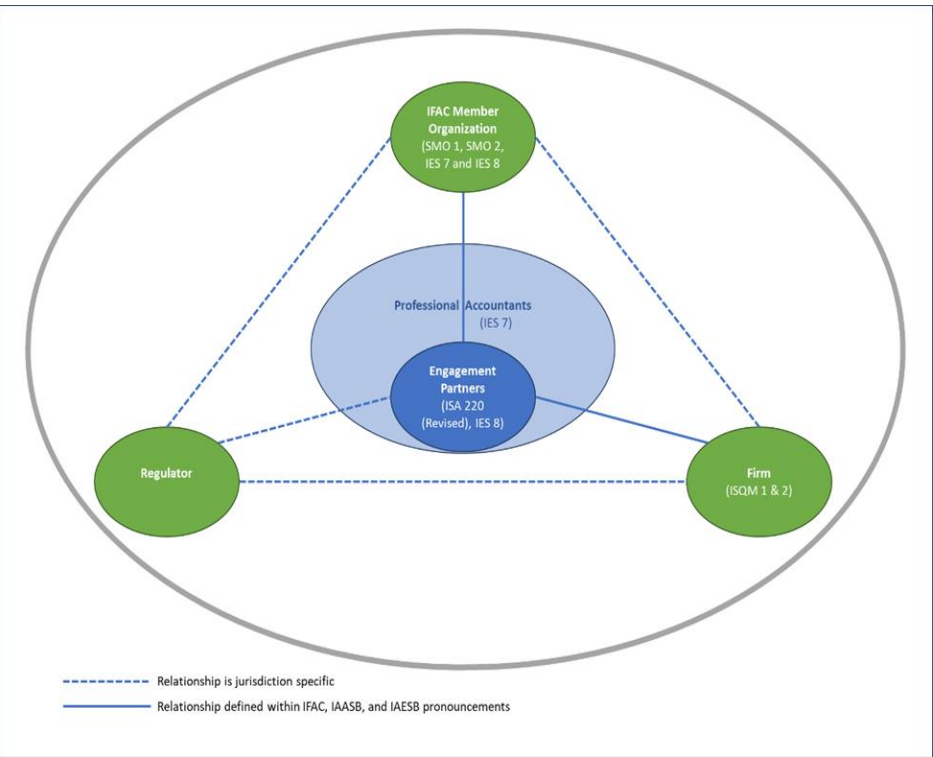 IFAC Member
Organization
(SMO 1, SMO 2,
IES 7 and IES 8
Professional Accountants
(IES 7)
Engagement
Partners
(ISA 220
(Revised), IES 8)
Regulator
Firm
(ISQM 1 & 2)
Relationship is jurisdiction specific
Relationship defined within IFAC, IAASB, and IAESB pronouncements